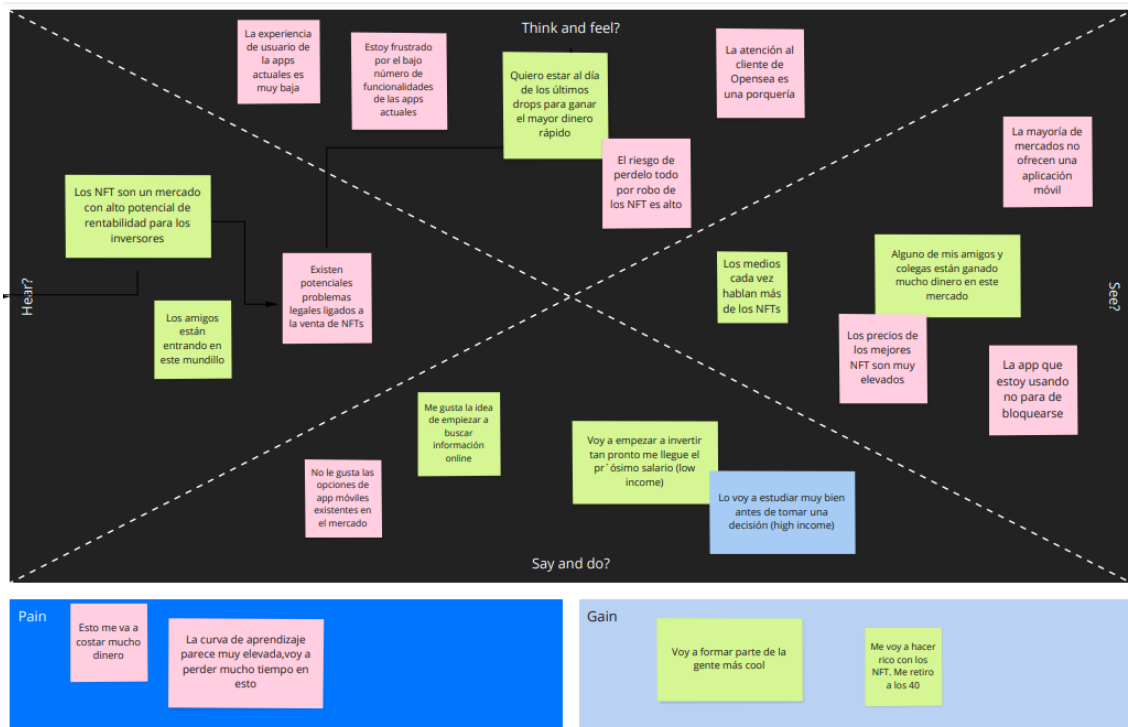 Think and feel?
La experiencia
de usuario de
la apps
actuales es
muy baja
Estoy frustrado
por el bajo
número de
funcionalidades
de las apps
actuales
Quiero estar al día
de los últimos
drops para ganar
el mayor dinero
rápido
La atención al
cliente de
Opensea es
una porquería
El riesgo de
perdelo todo
por robo de
los NFT es alto
Hear?
Los NFT son un mercado
con alto potencial de
rentabilidad para los
inversores
Existen
potenciales
problemas
legales ligados a
la venta de NFTs
Los amigos
están
entrando en
este mundillo
See?
La mayoría de
mercados no
ofrecen una
aplicación
móvil
Los medios
cada vez
hablan más
de los NFTs
Alguno de mis amigos y
colegas están ganado
mucho dinero en este
mercado
Los precios de
los mejores
NFT son muy
elevados
La app que
estoy usando
no para de
bloquearse
Me gusta la idea
de empiezar a
buscar
información
online
No le gusta las
opciones de
app móviles
existentes en
el mercado
Voy a empezar a invertir
tan pronto me llegue el
pr´ósimo salario (low
income)
Lo voy a estudiar muy bien
antes de tomar una
decisión (high income)
Say and do?
Pain
Esto me va a
costar mucho
dinero
La curva de aprendizaje
parece muy elevada,voy a
perder mucho tiempo en
esto
Gain
Voy a formar parte de la
gente más cool
Me voy a hacer
rico con los
NFT. Me retiro
a los 40